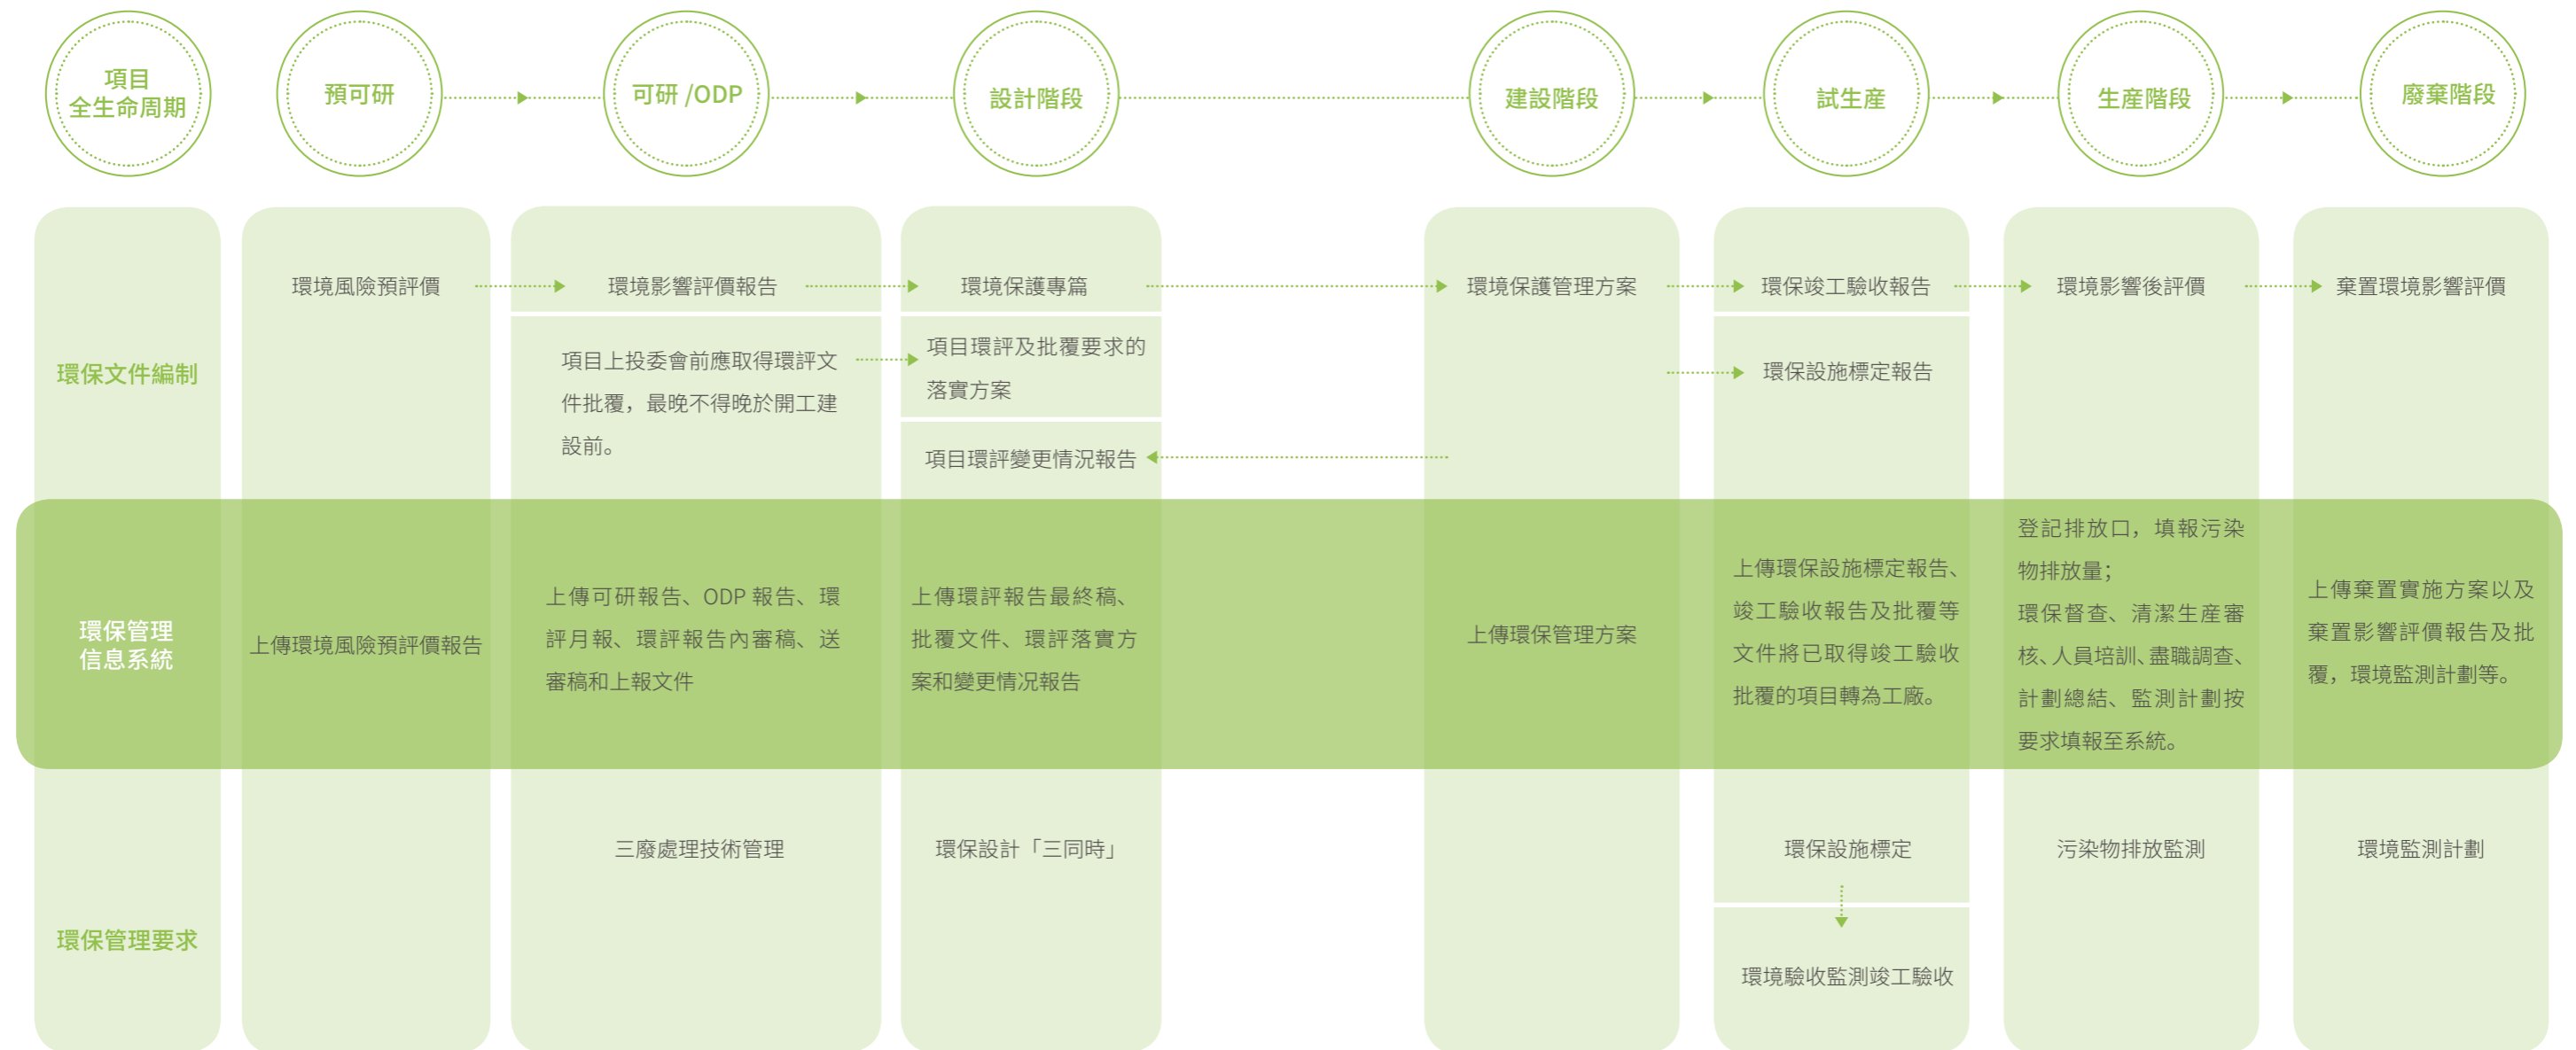 項目
全生命周期
預可研
可研 /ODP
設計階段
建設階段
試生産
生産階段
廢棄階段
環保文件編制
環境風險預評價
環境影響評價報告
項目上投委會前應取得環評文
件批覆，最晚不得晚於開工建
設前。
環境保護專篇
項目環評及批覆要求的
落實方案
項目環評變更情況報告
環境保護管理方案
環保竣工驗收報告
環保設施標定報告
環境影響後評價
棄置環境影響評價
環保管理
信息系統
上傳環境風險預評價報告
上傳可研報告、ODP 報告、環
評月報、環評報告內審稿、送
審稿和上報文件
上傳環評報告最終稿、
批覆文件、環評落實方
案和變更情况報告
上傳環保管理方案
上傳環保設施標定報告、
竣工驗收報告及批覆等
文件將已取得竣工驗收
批覆的項目轉為工廠。
登記排放口，填報污染
物排放量；
環保督查、清潔生産審
核、人員培訓、盡職調查、
計劃總結、監測計劃按
要求填報至系統。
上傳棄置實施方案以及
棄置影響評價報告及批
覆，環境監測計劃等。
環保管理要求
三廢處理技術管理
環保設計「三同時」
環保設施標定
環境驗收監測竣工驗收
污染物排放監測
環境監測計劃